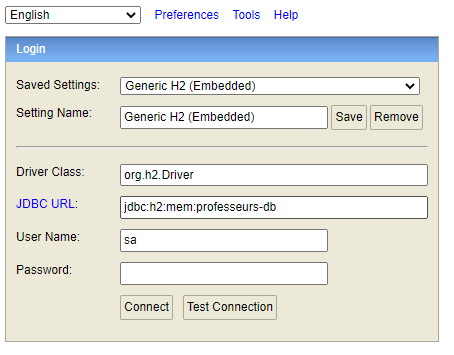 English Preferences Tools Help
Login
Saved Settings: Generic H2 (Embedded)
Setting Name: Generic H2 (Embedded) Save Remove
Driver Class: org.h2.Driver
JDBC URL: jdbc:h2:mem:professeurs-db
User Name: sa
Password:
Connect Test Connection